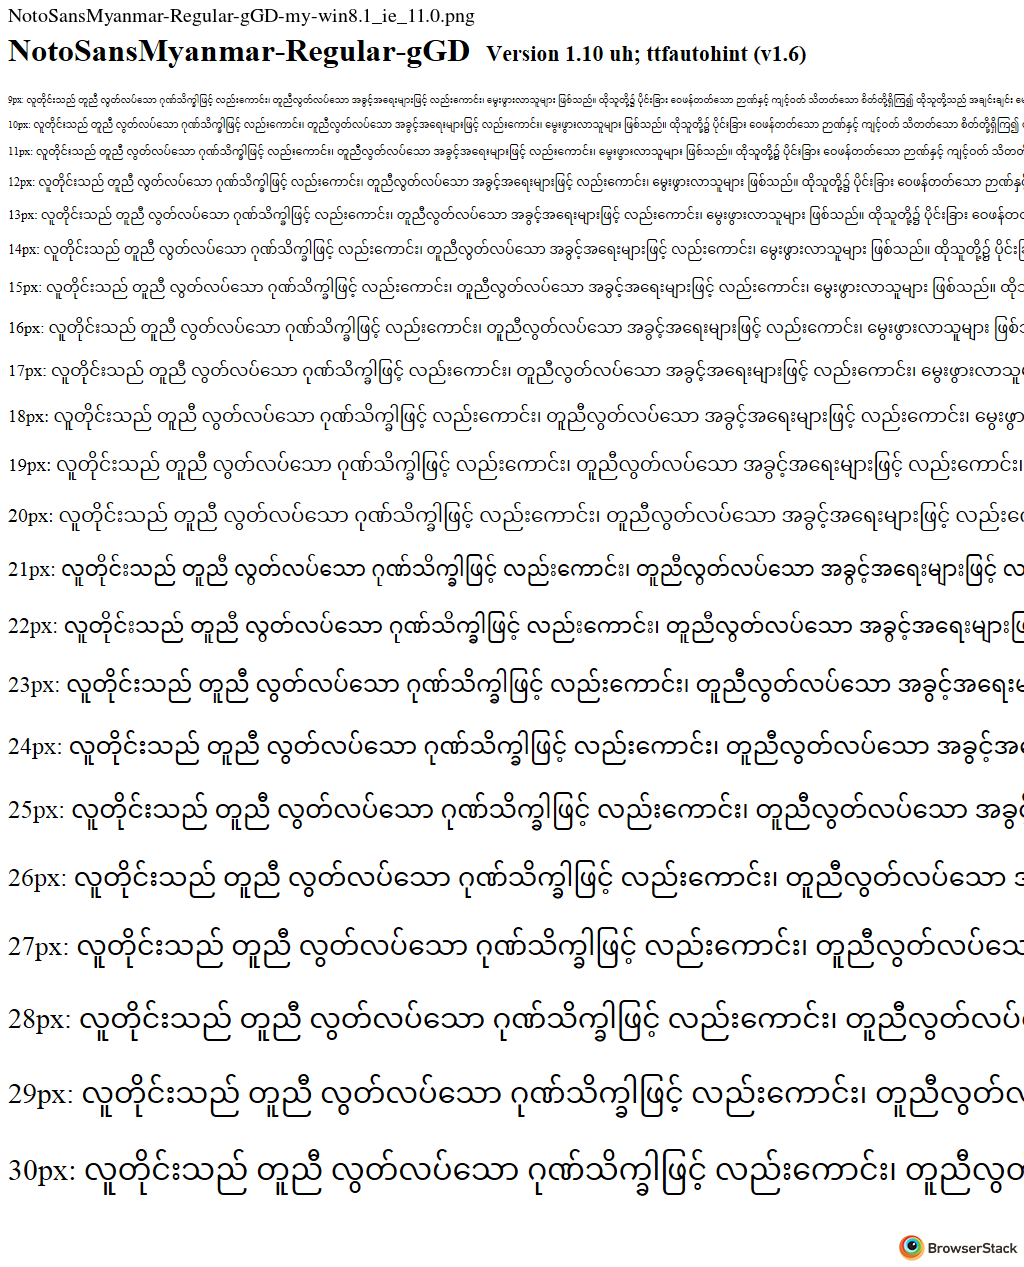 NotoSansMyanmar-Regular-gGD-my-win8.1_ie_11.0.png
NotoSansMyanmar-Regular-gGD Version 1.10 uh; ttfautohint (v1.6)
9px: လူတိုင်းသည် တူညီ လွတ်လပ်သော ဂုဏ်သိက္ခါဖြင့် လည်းကောင်း၊ တူညီလွတ်လပ်သော အခွင့်အရေးများဖြင့် လည်းကောင်း၊ မွေးဖွားလာသူများ ဖြစ်သည်။ ထိုသူတို့၌ ပိုင်းခြား ဝေဖန်တတ်သော ဉာဏ်နှင့် ကျင့်ဝတ် သိတတ်သော စိတ်တို့ရှိကြ၍ ထိုသူတို့သည် အချင်းချင်း
10px: လူတိုင်းသည် တူညီ လွတ်လပ်သော ဂုဏ်သိက္ခါဖြင့် လည်းကောင်း၊ တူညီလွတ်လပ်သော အခွင့်အရေးများဖြင့် လည်းကောင်း၊ မွေးဖွားလာသူများ ဖြစ်သည်။ ထိုသူတို့၌ ပိုင်းခြား ဝေဖန်တတ်သော ဉာဏ်နှင့် ကျင့်ဝတ် သိတတ်သော စိတ်တို့ရှိကြ၍
11px: လူတိုင်းသည် တူညီ လွတ်လပ်သော ဂုဏ်သိက္ခါဖြင့် လည်းကောင်း၊ တူညီလွတ်လပ်သော အခွင့်အရေးများဖြင့် လည်းကောင်း၊ မွေးဖွားလာသူများ ဖြစ်သည်။ ထိုသူတို့၌ ပိုင်းခြား ဝေဖန်တတ်သော ဉာဏ်နှင့် ကျင့်ဝတ် သိတတ်
12px: လူတိုင်းသည် တူညီ လွတ်လပ်သော ဂုဏ်သိက္ခါဖြင့် လည်းကောင်း၊ တူညီလွတ်လပ်သော အခွင့်အရေးများဖြင့် လည်းကောင်း၊ မွေးဖွားလာသူများ ဖြစ်သည်။ ထိုသူတို့၌ ပိုင်းခြား ဝေဖန်တတ်သော ဉာဏ်နှင့်
13px: လူတိုင်းသည် တူညီ လွတ်လပ်သော ဂုဏ်သိက္ခါဖြင့် လည်းကောင်း၊ တူညီလွတ်လပ်သော အခွင့်အရေးများဖြင့် လည်းကောင်း၊ မွေးဖွားလာသူများ ဖြစ်သည်။ ထိုသူတို့၌ ပိုင်းခြား ဝေဖန်တ
14px: လူတိုင်းသည် တူညီ လွတ်လပ်သော ဂုဏ်သိက္ခါဖြင့် လည်းကောင်း၊ တူညီလွတ်လပ်သော အခွင့်အရေးများဖြင့် လည်းကောင်း၊ မွေးဖွားလာသူများ ဖြစ်သည်။ ထိုသူတို့၌ ပိုင်းခြ
15px: လူတိုင်းသည် တူညီ လွတ်လပ်သော ဂုဏ်သိက္ခါဖြင့် လည်းကောင်း၊ တူညီလွတ်လပ်သော အခွင့်အရေးများဖြင့် လည်းကောင်း၊ မွေးဖွားလာသူများ ဖြစ်သည်။ ထိုသ
16px: လူတိုင်းသည် တူညီ လွတ်လပ်သော ဂုဏ်သိက္ခါဖြင့် လည်းကောင်း၊ တူညီလွတ်လပ်သော အခွင့်အရေးများဖြင့် လည်းကောင်း၊ မွေးဖွားလာသူများ ဖြစ်သ
17px: လူတိုင်းသည် တူညီ လွတ်လပ်သော ဂုဏ်သိက္ခါဖြင့် လည်းကောင်း၊ တူညီလွတ်လပ်သော အခွင့်အရေးများဖြင့် လည်းကောင်း၊ မွေးဖွားလာသူမ
18px: လူတိုင်းသည် တူညီ လွတ်လပ်သော ဂုဏ်သိက္ခါဖြင့် လည်းကောင်း၊ တူညီလွတ်လပ်သော အခွင့်အရေးများဖြင့် လည်းကောင်း၊ မွေးဖွာ
19px: လူတိုင်းသည် တူညီ လွတ်လပ်သော ဂုဏ်သိက္ခါဖြင့် လည်းကောင်း၊ တူညီလွတ်လပ်သော အခွင့်အရေးများဖြင့် လည်းကောင်း၊
20px: လူတိုင်းသည် တူညီ လွတ်လပ်သော ဂုဏ်သိက္ခါဖြင့် လည်းကောင်း၊ တူညီလွတ်လပ်သော အခွင့်အရေးများဖြင့် လည်းကေ
21px: လူတိုင်းသည် တူညီ လွတ်လပ်သော ဂုဏ်သိက္ခါဖြင့် လည်းကောင်း၊ တူညီလွတ်လပ်သော အခွင့်အရေးများဖြင့် လ
22px: လူတိုင်းသည် တူညီ လွတ်လပ်သော ဂုဏ်သိက္ခါဖြင့် လည်းကောင်း၊ တူညီလွတ်လပ်သော အခွင့်အရေးများဖြ
23px: လူတိုင်းသည် တူညီ လွတ်လပ်သော ဂုဏ်သိက္ခါဖြင့် လည်းကောင်း၊ တူညီလွတ်လပ်သော အခွင့်အရေးမ
24px: လူတိုင်းသည် တူညီ လွတ်လပ်သော ဂုဏ်သိက္ခါဖြင့် လည်းကောင်း၊ တူညီလွတ်လပ်သော အခွင့်အရ
25px: လူတိုင်းသည် တူညီ လွတ်လပ်သော ဂုဏ်သိက္ခါဖြင့် လည်းကောင်း၊ တူညီလွတ်လပ်သော အခွင့်
26px: လူတိုင်းသည် တူညီ လွတ်လပ်သော ဂုဏ်သိက္ခါဖြင့် လည်းကောင်း၊ တူညီလွတ်လပ်သော
27px: လူတိုင်းသည် တူညီ လွတ်လပ်သော ဂုဏ်သိက္ခါဖြင့် လည်းကောင်း၊ တူညီလွတ်လပ်သေ
28px: လူတိုင်းသည် တူညီ လွတ်လပ်သော ဂုဏ်သိက္ခါဖြင့် လည်းကောင်း၊ တူညီလွတ်လပ်
29px: လူတိုင်းသည် တူညီ လွတ်လပ်သော ဂုဏ်သိက္ခါဖြင့် လည်းကောင်း၊ တူညီလွတ်လ
30px: လူတိုင်းသည် တူညီ လွတ်လပ်သော ဂုဏ်သိက္ခါဖြင့် လည်းကောင်း၊ တူညီလွတ
BrowserStack